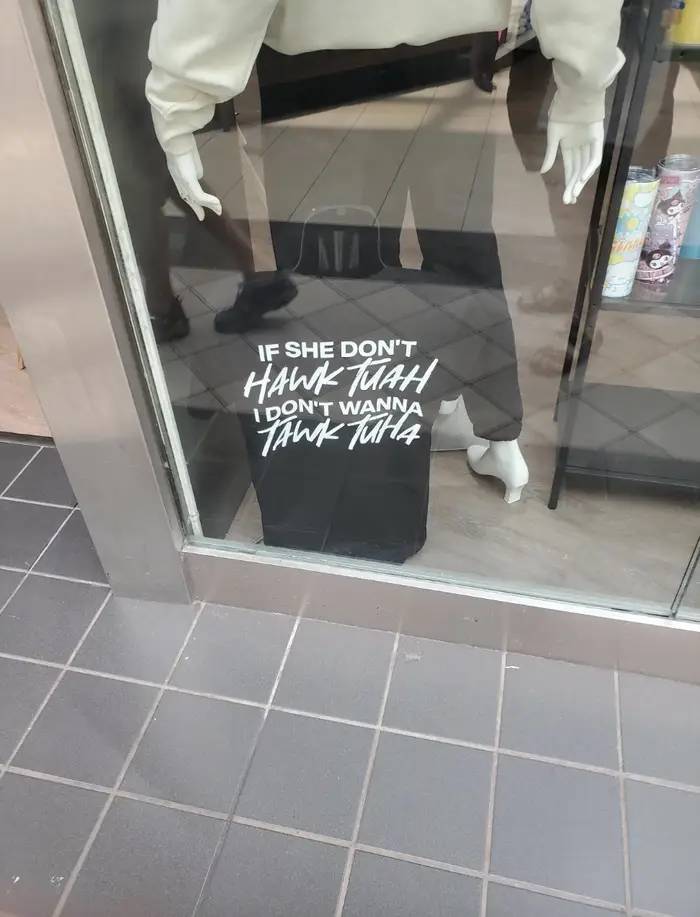 IF SHE DON'T
HAWK TUAH
I DON'T WANNA
TAWK TUHA